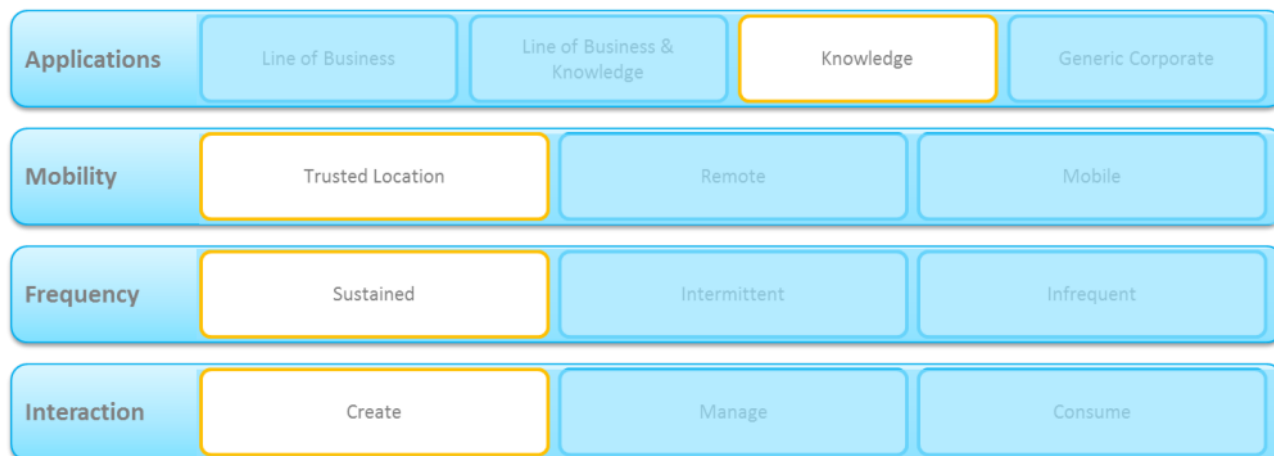 Applications
Line of Business
Line of Business &
Knowledge
Knowledge
Generic Corporate
Mobility
Trusted Location
Remote
Mobile
Frequency
Sustained
Intermittent
Infrequent
Interaction
Create
Manage
Consume